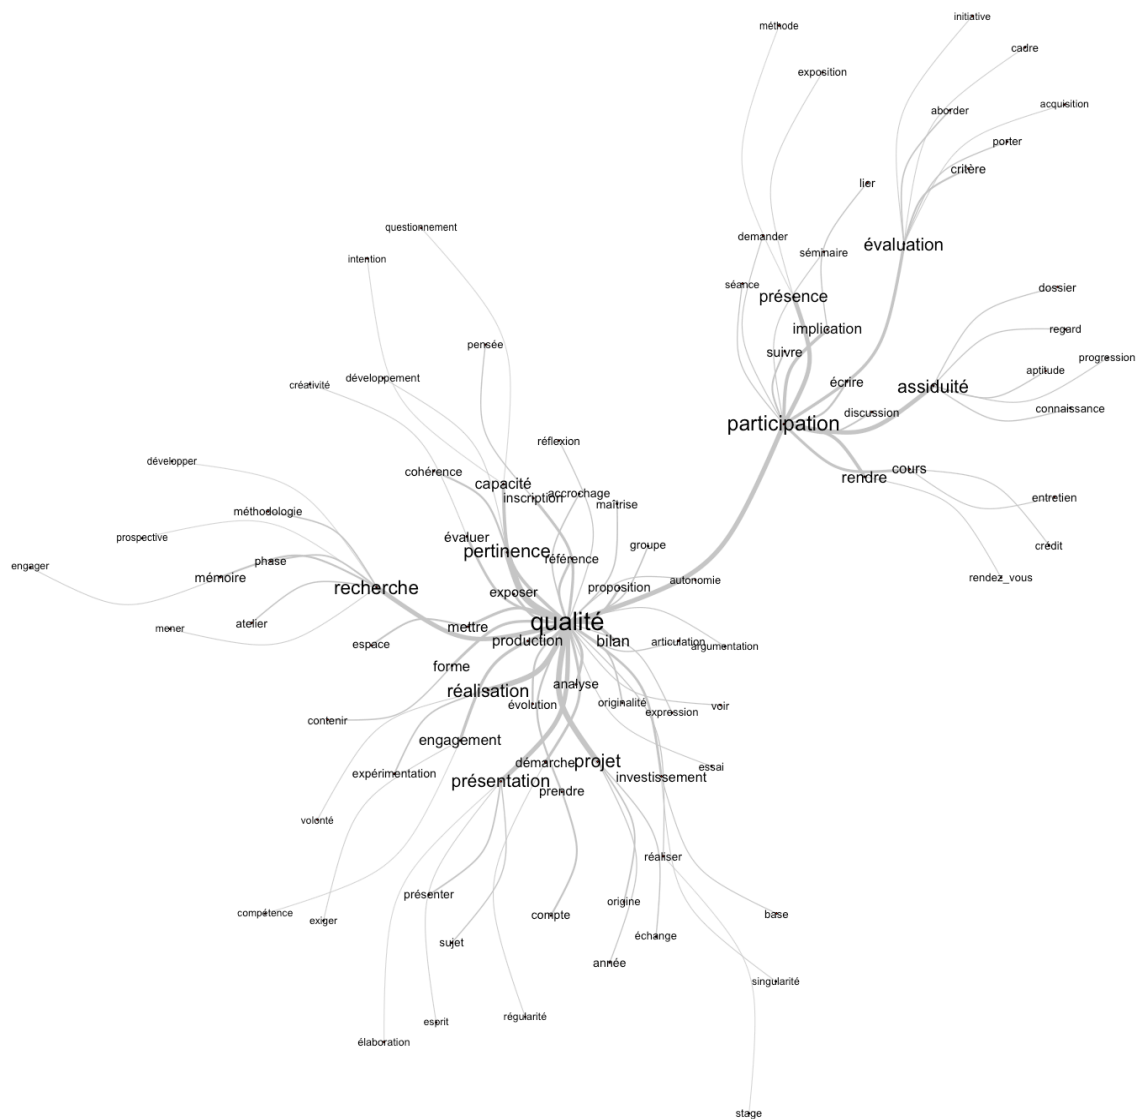 initiative
méthode
cadre
exposition
acquisition
aborder
porter
critère
lier
questionnement
demander
évaluation
séminaire
intention
séance
dossier
présence
implication
regard
pensée
suivre
progression
aptitude
développement
créativité
écrire
assiduité
connaissance
discussion
participation
réflexion
développer
cohérence
cours
rendre
capacité
inscription
accrochage
entretien
maîtrise
méthodologie
prospective
évaluer
groupe
crédit
pertinence
référence
phase
engager
mémoire
rendez_vous
autonomie
recherche
proposition
exposer
qualité
atelier
mener
mettre
espace
production
bilan
articulation
argumentation
forme
analyse
réalisation
évolution
originalité
expression
voir
contenir
engagement
démarche
projet
essai
expérimentation
présentation
investissement
prendre
volonté
réaliser
présenter
origine
compétence
exiger
compte
base
sujet
échange
année
singularité
régularité
esprit
élaboration
stage